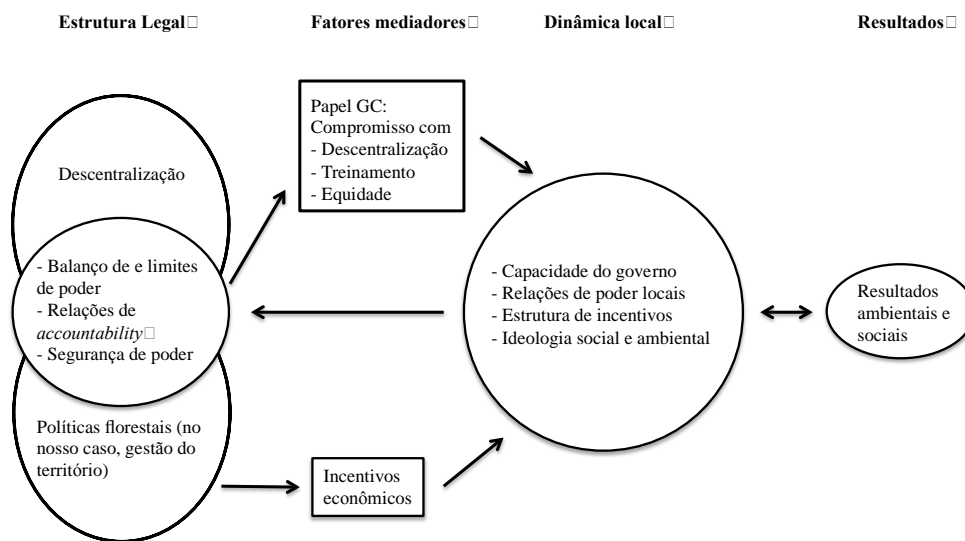 Estrutura Legal□
Fatores mediadores□
Dinâmica local□
Resultados□
Descentralização
- Balanço de e limites
de poder
- Relações de
accountability□
- Segurança de poder
Políticas florestais (no
nosso caso, gestão do
território)
Papel GC:
Compromisso com
- Descentralização
- Treinamento
- Equidade
Incentivos
econômicos
- Capacidade do governo
- Relações de poder locais
- Estrutura de incentivos
- Ideologia social e ambiental
Resultados
ambientais e
sociais